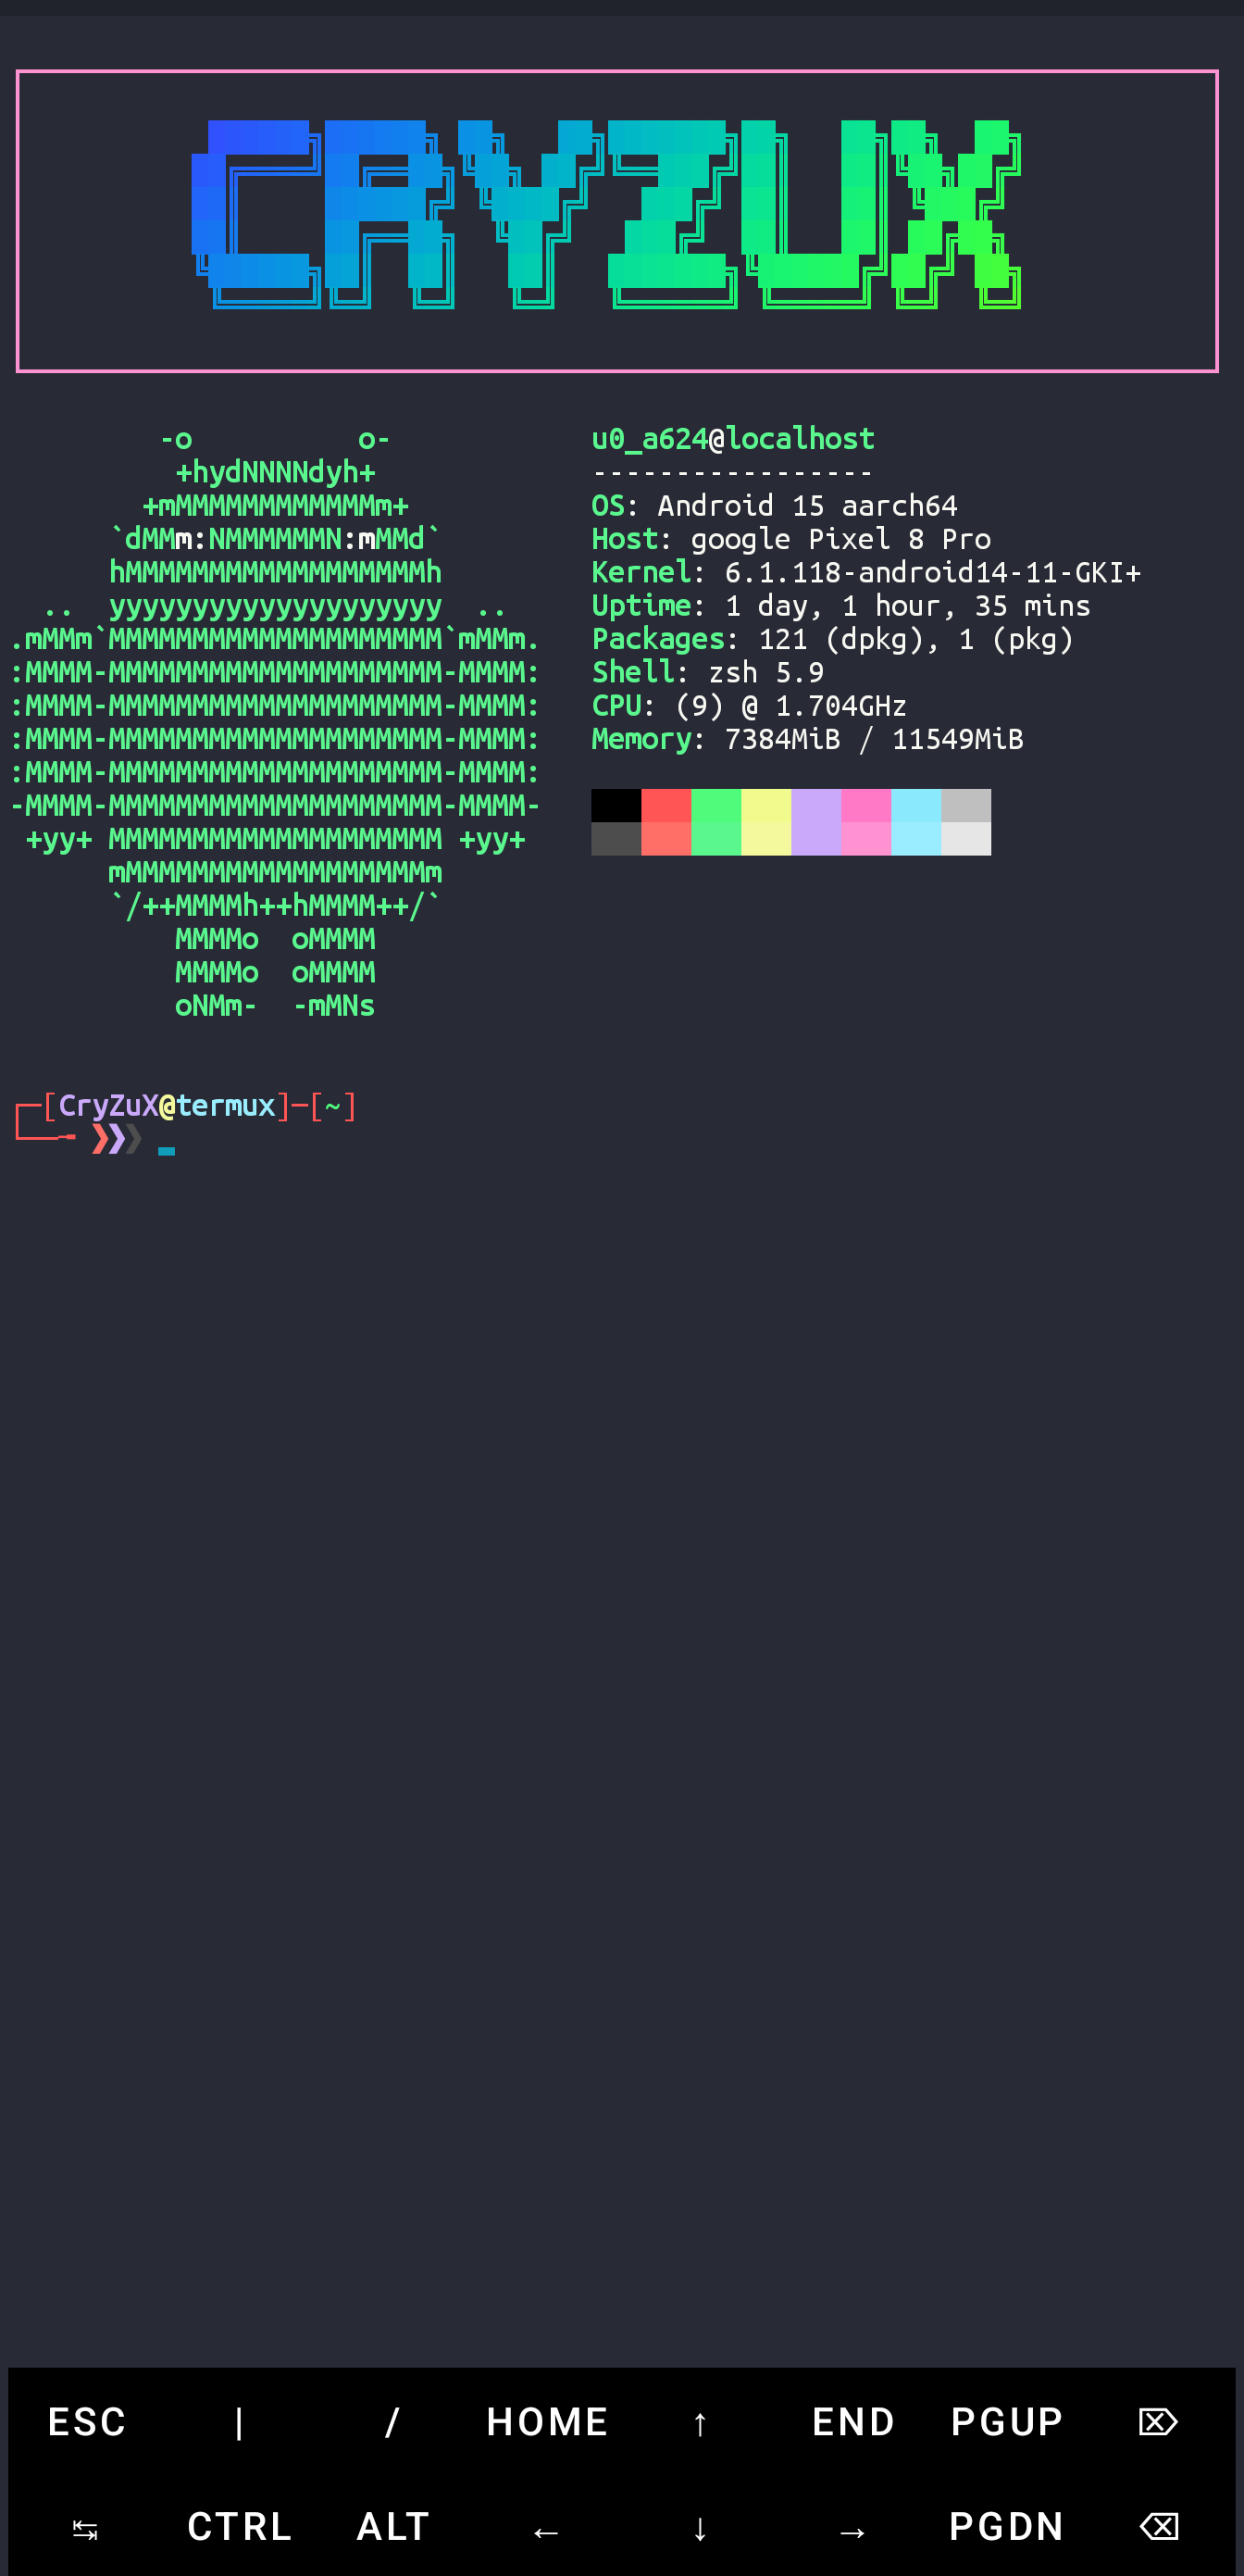 CRYZUX
-o          o-
+hydNNNNdyh+
+mMMMMMMMMMMMMm+
`dMMm:NMMMMMMN:mMMd`
hMMMMMMMMMMMMMMMMMMh
..  yyyyyyyyyyyyyyyyyyyy  ..
.mMMm`MMMMMMMMMMMMMMMMMMMM`mMMm.
:MMMM-MMMMMMMMMMMMMMMMMMMM-MMMM:
:MMMM-MMMMMMMMMMMMMMMMMMMM-MMMM:
:MMMM-MMMMMMMMMMMMMMMMMMMM-MMMM:
:MMMM-MMMMMMMMMMMMMMMMMMMM-MMMM:
-MMMM-MMMMMMMMMMMMMMMMMMMM-MMMM-
+yy+ MMMMMMMMMMMMMMMMMMMM +yy+
mMMMMMMMMMMMMMMMMMMm
`/++MMMMh++hMMMM++/`
MMMMo  oMMMM
MMMMo  oMMMM
oNMm-  -mMNs
u0_a624@localhost
-----------------
OS: Android 15 aarch64
Host: google Pixel 8 Pro
Kernel: 6.1.118-android14-11-GKI+
Uptime: 1 day, 1 hour, 35 mins
Packages: 121 (dpkg), 1 (pkg)
Shell: zsh 5.9
CPU: (9) @ 1.704GHz
Memory: 7384MiB / 11549MiB
┌─[CryZuX@termux]─[~]
└──╼ ❯❯❯
ESC | / HOME ↑ END PGUP ⌦
↹ CTRL ALT ← ↓ → PGDN ⌫